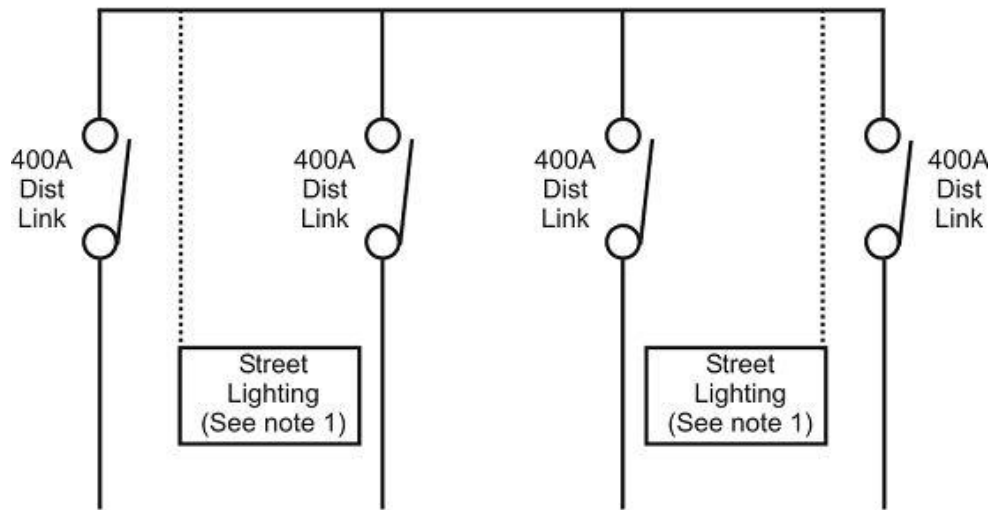 400A
Dist
Link
400A
Dist
Link
400A
Dist
Link
400A
Dist
Link
Street
Lighting
(See note 1)
Street
Lighting
(See note 1)